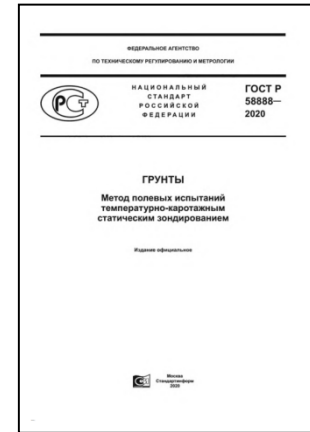 ФЕДЕРАЛЬНОЕ АГЕНТСТВО
ПО ТЕХНИЧЕСКОМУ РЕГУЛИРОВАНИЮ И МЕТРОЛОГИИ
НАЦИОНАЛЬНЫЙ
СТАНДАРТ
РОССИЙСКОЙ
ФЕДЕРАЦИИ
ГОСТ Р
58888—
2020
ГРУНТЫ
Метод полевых испытаний
температурно-каротажным
статическим зондированием
Издание официальное
Москва
Стандартинформ
2020